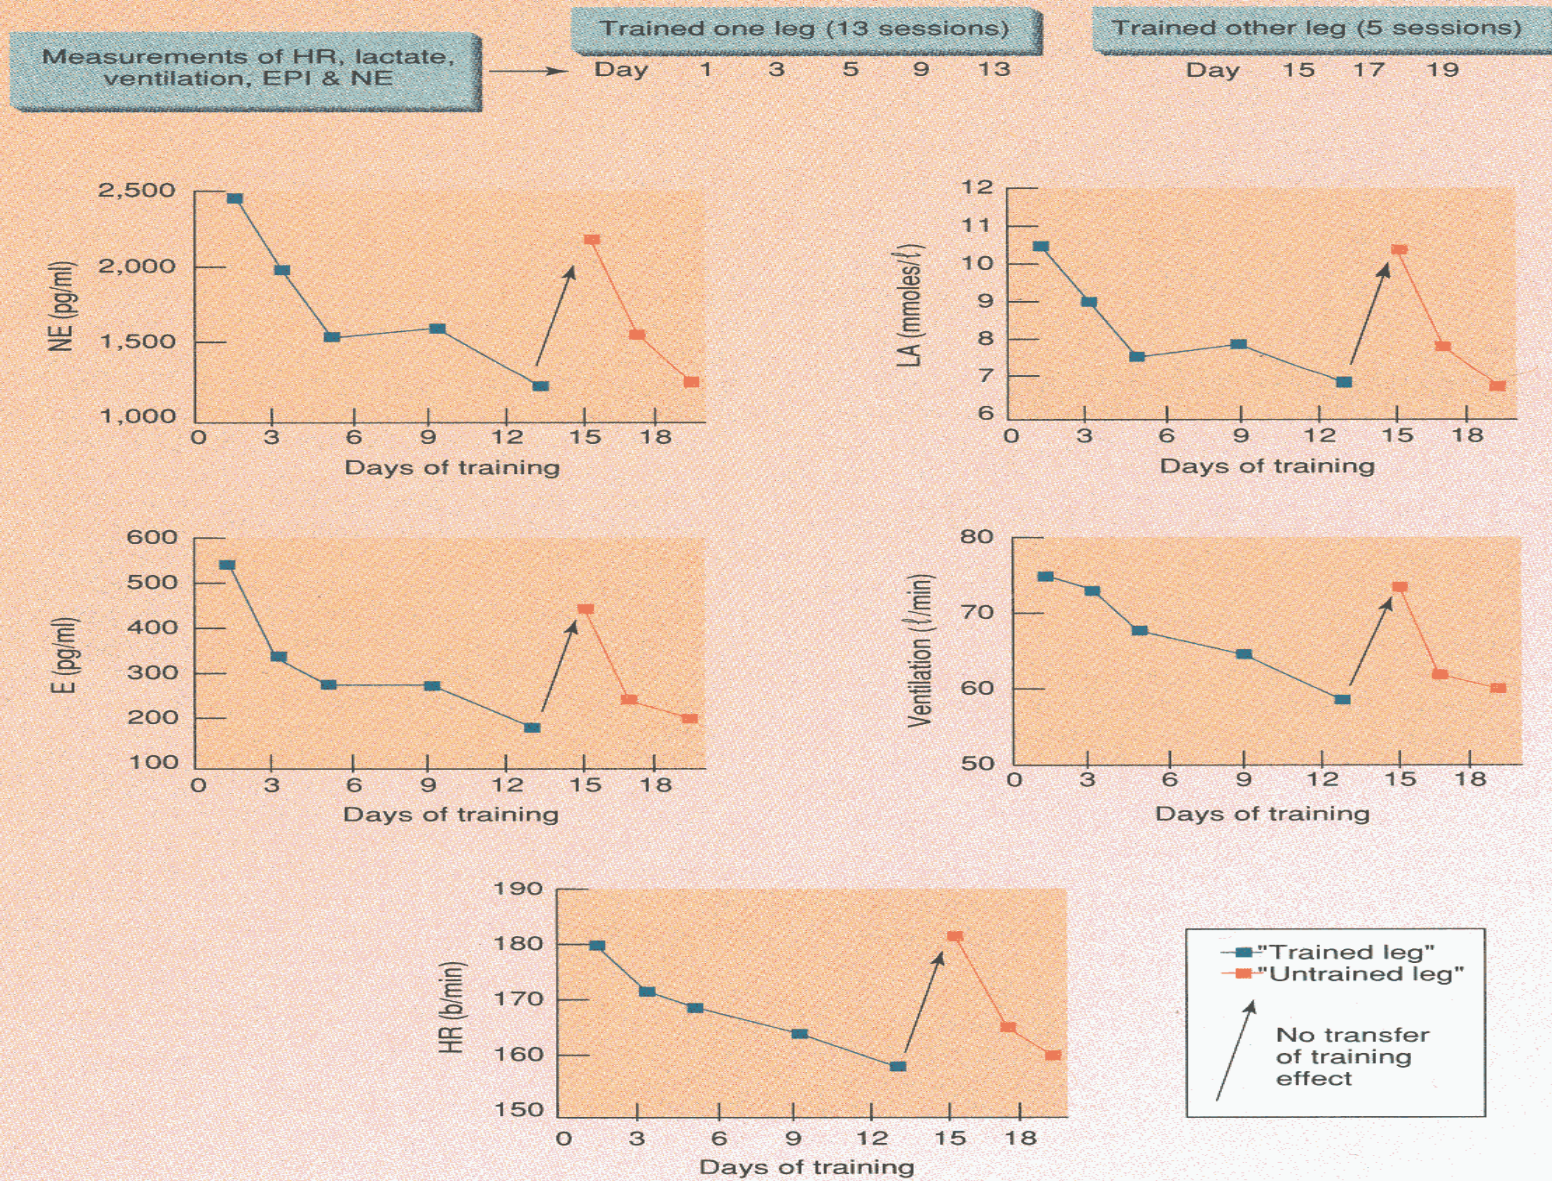 Measurements of HR, lactate,
ventilation, EPI & NE
Trained one leg (13 sessions)
Day 1 3 5 9 13
Trained other leg (5 sessions)
Day 15 17 19
NE (pg/ml)
2,500
2,000
1,500
1,000
0 3 6 9 12 15 18
Days of training
LA (mmoles/ℓ)
12
11
10
9
8
7
6
0 3 6 9 12 15 18
Days of training
E (pg/ml)
600
500
400
300
200
100
0 3 6 9 12 15 18
Days of training
Ventilation (ℓ/min)
80
70
60
50
0 3 6 9 12 15 18
Days of training
HR (b/min)
190
180
170
160
150
0 3 6 9 12 15 18
Days of training
"Trained leg"
"Untrained leg"
No transfer
of training
effect